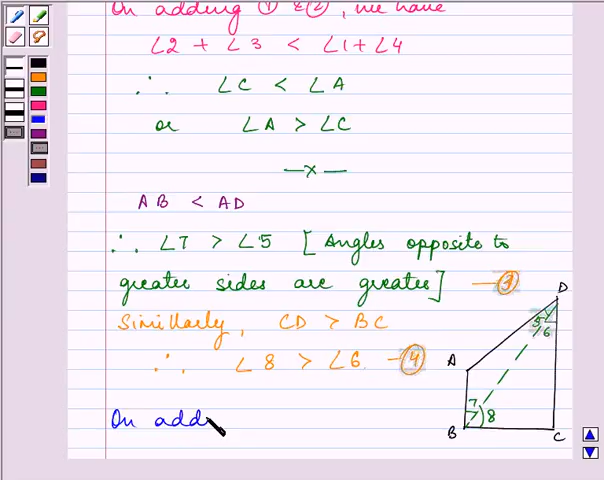 On adding ① & ②, we have
∠2 + ∠3 < ∠1 + ∠4
∴ ∠C < ∠A
or ∠A > ∠C
—x—
AB < AD
∴ ∠7 > ∠5 [Angles opposite to
greater sides are greater] —③
Similarly, CD > BC
∴ ∠8 > ∠6 —④
On add
D
5
6
A
7
8
B
C